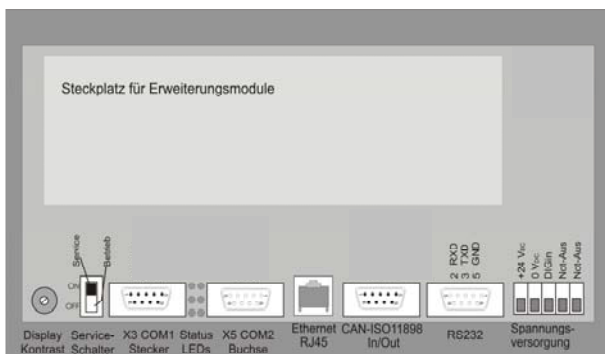 Steckplatz für Erweiterungsmodule
Service
Betrieb
ON
OFF
2 RXD
3 TXD
5 GND
+24 VDC
0 VDC
DIGin
Not-Aus
Not-Aus
Display Kontrast
Service-Schalter
X3 COM1 Stecker
Status LEDs
X5 COM2 Buchse
Ethernet RJ45
CAN-ISO11898 In/Out
RS232
Spannungs-versorgung